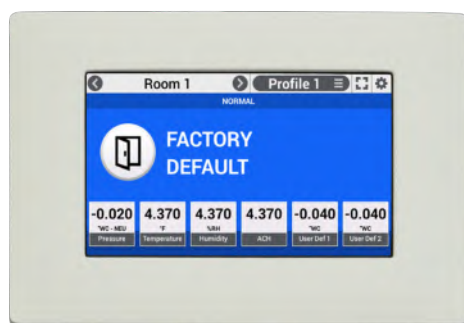 Room 1
Profile 1
NORMAL
FACTORY
DEFAULT
-0.020 4.370 4.370 4.370 -0.040 -0.040
"WC - NEU °F %RH "WC "WC
Pressure Temperature Humidity ACH User Def 1 User Def 2